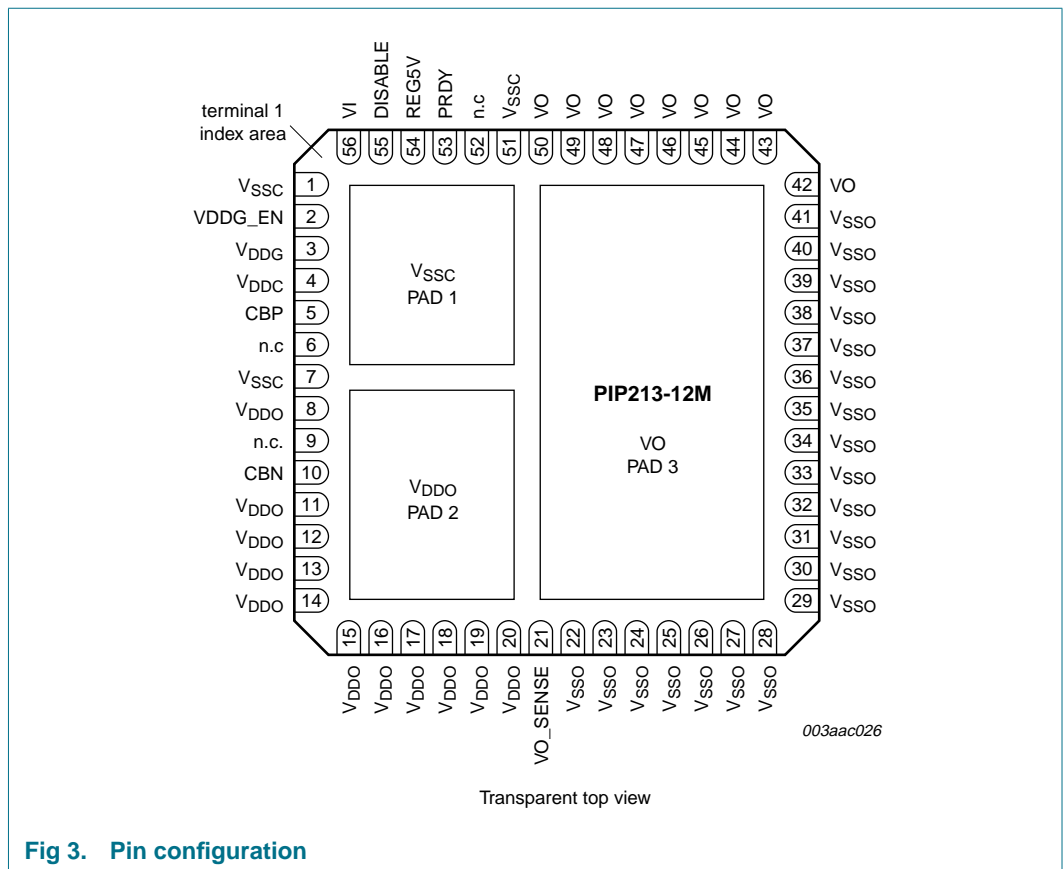 VI
DISABLE
REG5V
PRDY
n.c
VSSC
VO
VO
VO
VO
VO
VO
VO
VO
terminal 1
index area
56
55
54
53
52
51
50
49
48
47
46
45
44
43
VSSC 1
VDDG_EN 2
VDDG 3
VDDC 4
CBP 5
n.c 6
VSSC 7
VDDO 8
n.c. 9
CBN 10
VDDO 11
VDDO 12
VDDO 13
VDDO 14
VSSC
PAD 1
VDDO
PAD 2
PIP213-12M
VO
PAD 3
42 VO
41 VSSO
40 VSSO
39 VSSO
38 VSSO
37 VSSO
36 VSSO
35 VSSO
34 VSSO
33 VSSO
32 VSSO
31 VSSO
30 VSSO
29 VSSO
15
16
17
18
19
20
21
22
23
24
25
26
27
28
VDDO
VDDO
VDDO
VDDO
VDDO
VDDO
VO_SENSE
VSSO
VSSO
VSSO
VSSO
VSSO
VSSO
VSSO
003aac026
Transparent top view
Fig 3. Pin configuration